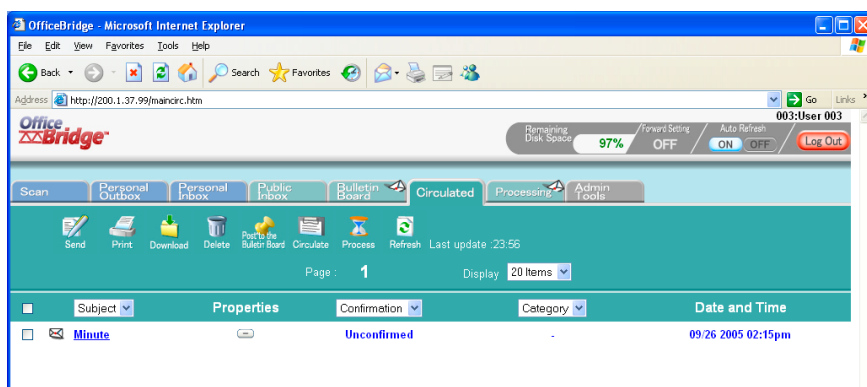 OfficeBridge - Microsoft Internet Explorer
File Edit View Favorites Tools Help
Back Search Favorites
Address http://200.1.37.99/maincirc.htm Go Links
003:User 003
Office Bridge™
Remaining Disk Space 97% Forward Setting OFF Auto Refresh ON OFF Log Out
Scan Personal Outbox Personal Inbox Public Inbox Bulletin Board Circulated Processing Admin Tools
Send Print Download Delete Post to the Bulletin Board Circulate Process Refresh Last update :23:56
Page : 1 Display 20 Items
Subject Properties Confirmation Category Date and Time
Minute Unconfirmed - 09/26 2005 02:15pm